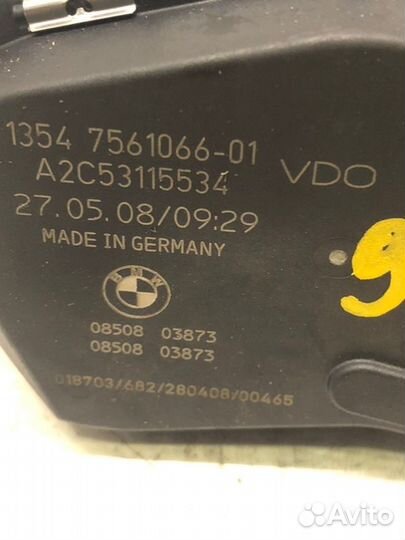 1354 7561066-01
A2C53115534 VDO
27.05.08/09:29
MADE IN GERMANY
BMW
08508 03873
08508 03873
018703/682/280408/00465
9
Avito